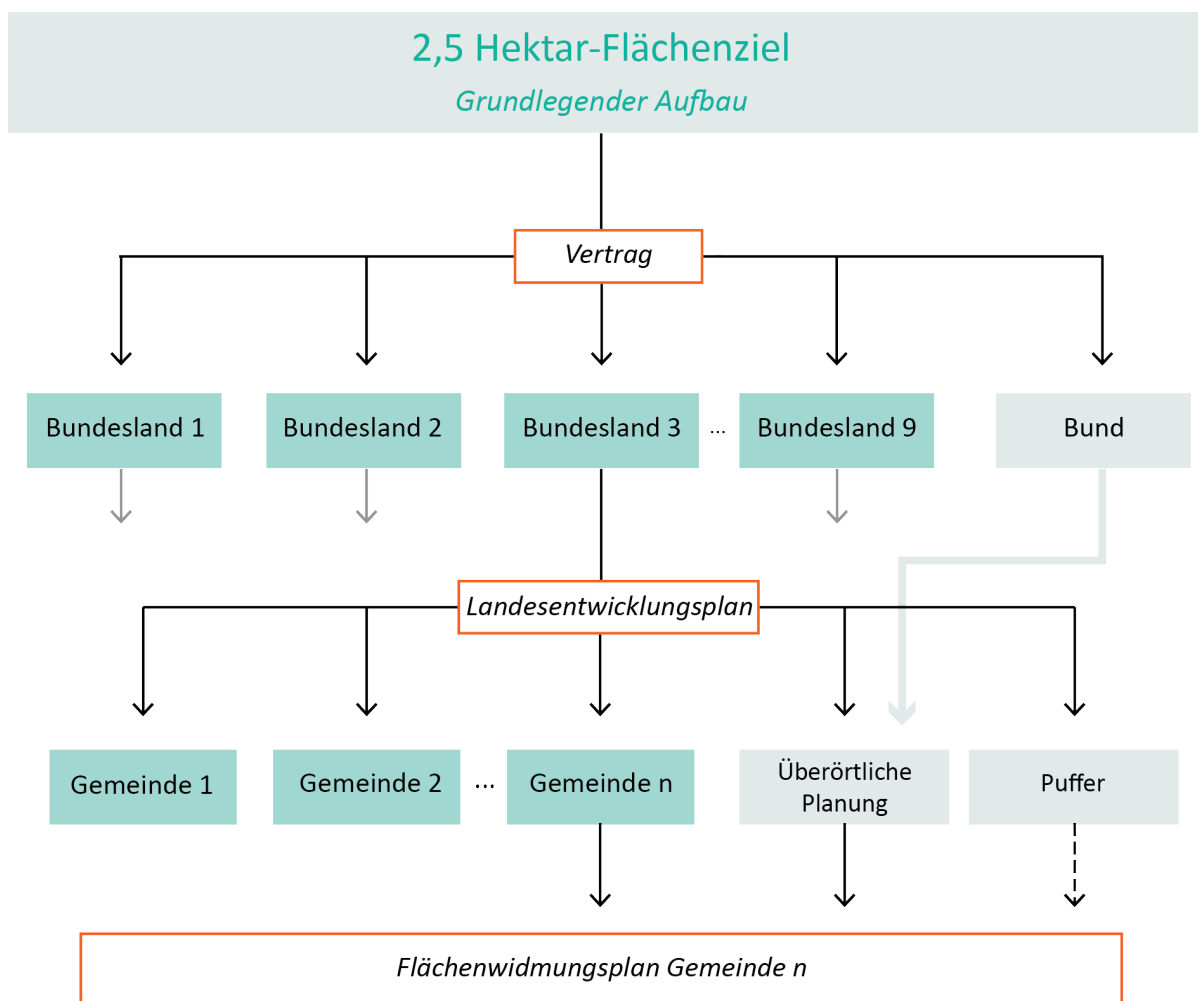 2,5 Hektar-Flächenziel
Grundlegender Aufbau
Vertrag
Bundesland 1
Bundesland 2
Bundesland 3
...
Bundesland 9
Bund
Landesentwicklungsplan
Gemeinde 1
Gemeinde 2
...
Gemeinde n
Überörtliche
Planung
Puffer
Flächenwidmungsplan Gemeinde n